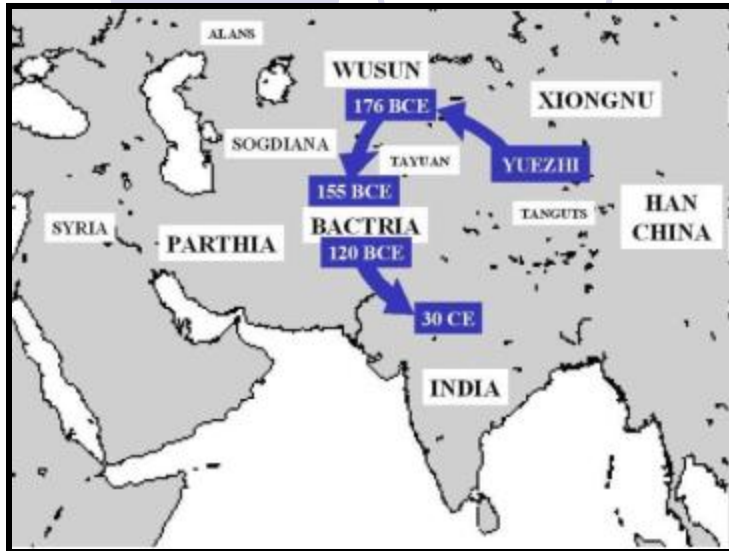 ALANS
WUSUN
176 BCE
XIONGNU
SOGDIANA
TAYUAN
YUEZHI
155 BCE
TANGUTS
HAN
CHINA
SYRIA
PARTHIA
BACTRIA
120 BCE
30 CE
INDIA